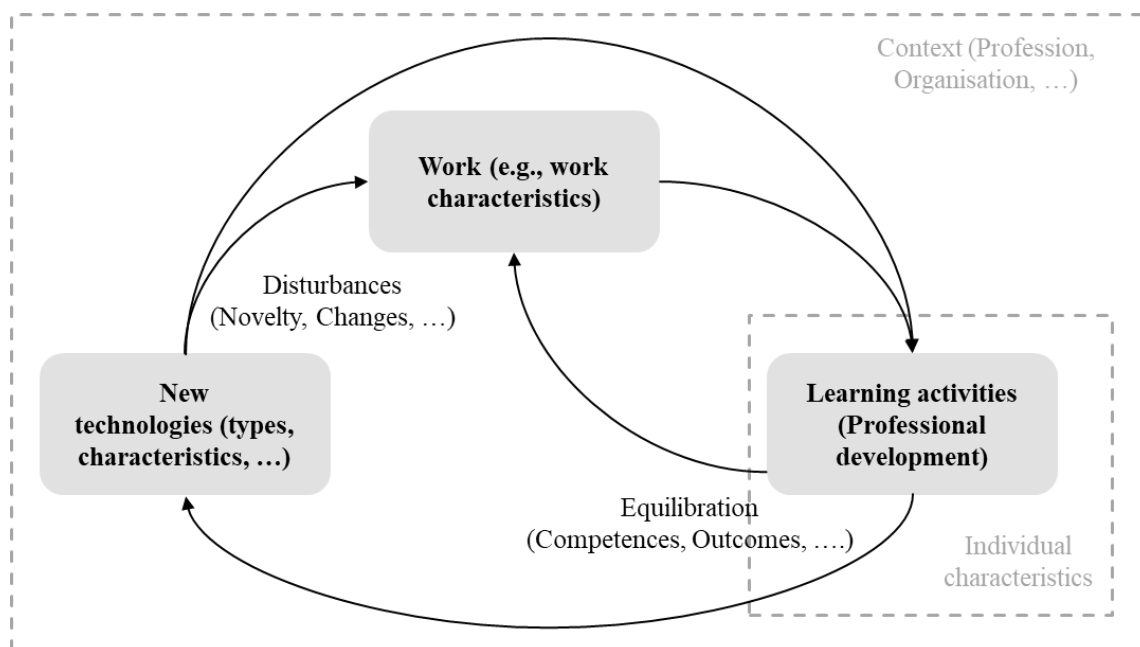 Context (Profession,
Organisation, …)
Work (e.g., work
characteristics)
Disturbances
(Novelty, Changes, …)
New
technologies (types,
characteristics, …)
Learning activities
(Professional
development)
Equilibration
(Competences, Outcomes, ….)
Individual
characteristics